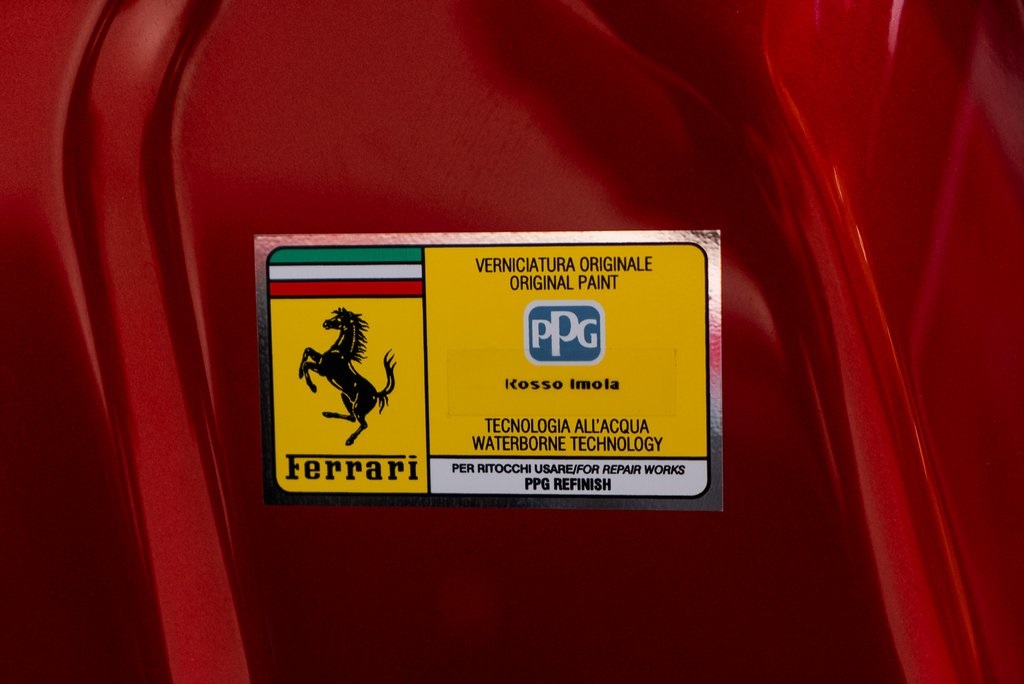 VERNICIATURA ORIGINALE
ORIGINAL PAINT
PPG
Rosso Imola
TECNOLOGIA ALL'ACQUA
WATERBORNE TECHNOLOGY
Ferrari
PER RITOCCHI USARE/FOR REPAIR WORKS
PPG REFINISH